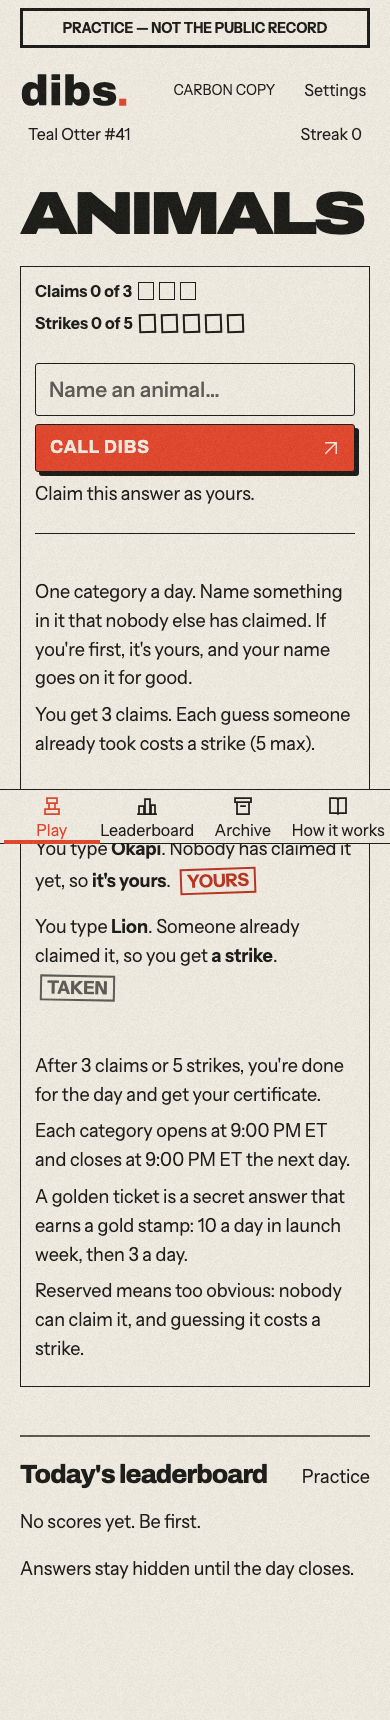 PRACTICE — NOT THE PUBLIC RECORD
dibs.
CARBON COPY
Settings
Teal Otter #41
Streak 0
ANIMALS
Claims 0 of 3
Strikes 0 of 5
Name an animal...
CALL DIBS
Claim this answer as yours.
One category a day. Name something
in it that nobody else has claimed. If
you're first, it's yours, and your name
goes on it for good.
You get 3 claims. Each guess someone
already took costs a strike (5 max).
Play
Leaderboard
Archive
How it works
You type Okapi. Nobody has claimed it
yet, so it's yours. YOURS
You type Lion. Someone already
claimed it, so you get a strike.
TAKEN
After 3 claims or 5 strikes, you're done
for the day and get your certificate.
Each category opens at 9:00 PM ET
and closes at 9:00 PM ET the next day.
A golden ticket is a secret answer that
earns a gold stamp: 10 a day in launch
week, then 3 a day.
Reserved means too obvious: nobody
can claim it, and guessing it costs a
strike.
Today's leaderboard
Practice
No scores yet. Be first.
Answers stay hidden until the day closes.